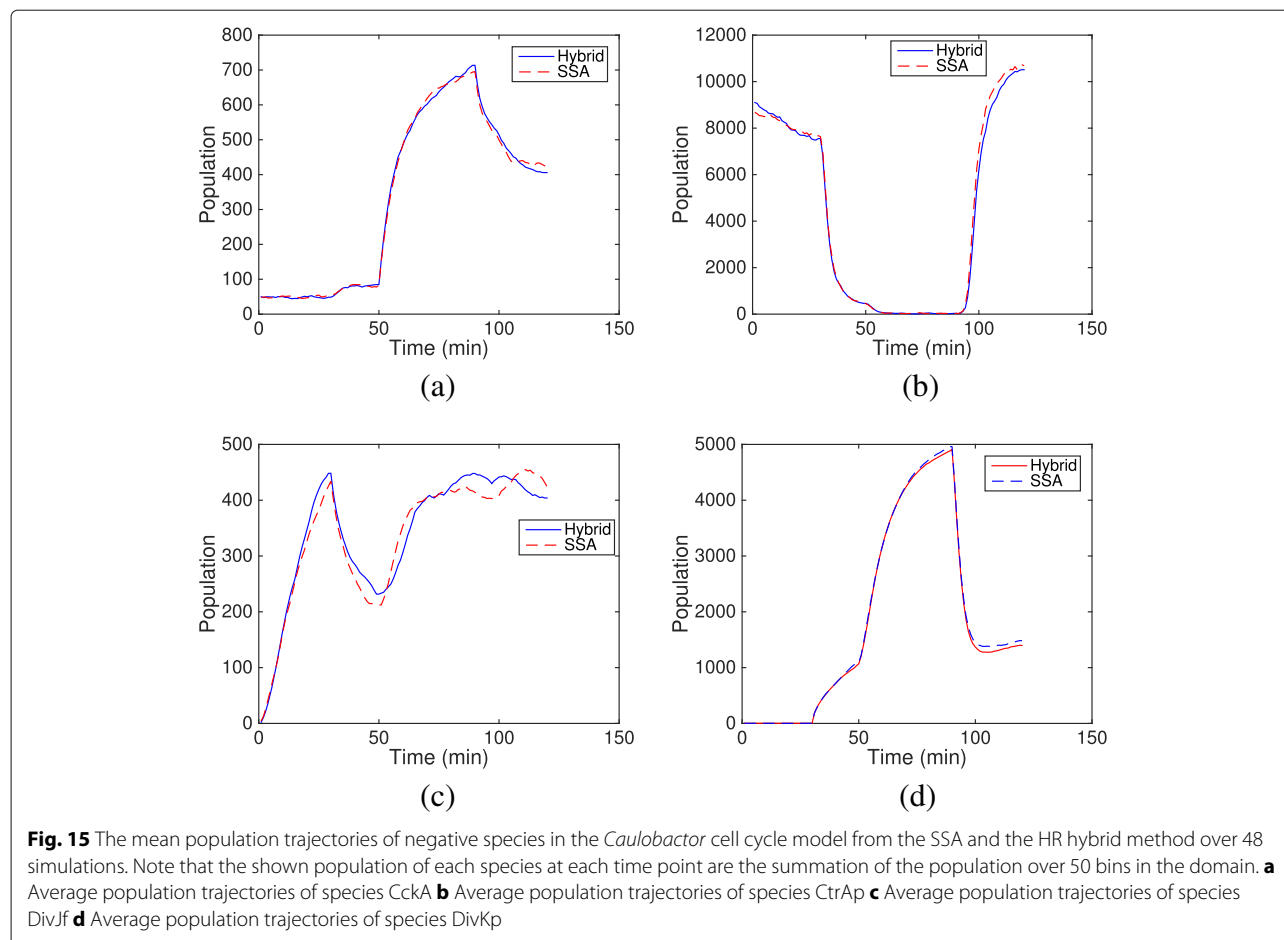 800
700
600
500
400
300
200
100
0
0
50
100
150
Population
Time (min)
Hybrid
SSA
(a)
12000
10000
8000
6000
4000
2000
0
0
50
100
150
Population
Time (min)
Hybrid
SSA
(b)
500
400
300
200
100
0
0
50
100
150
Population
Time (min)
Hybrid
SSA
(c)
5000
4000
3000
2000
1000
0
0
50
100
150
Population
Time (min)
Hybrid
SSA
(d)
Fig. 15 The mean population trajectories of negative species in the Caulobactor cell cycle model from the SSA and the HR hybrid method over 48
simulations. Note that the shown population of each species at each time point are the summation of the population over 50 bins in the domain. a
Average population trajectories of species CckA b Average population trajectories of species CtrAp c Average population trajectories of species
DivJf d Average population trajectories of species DivKp